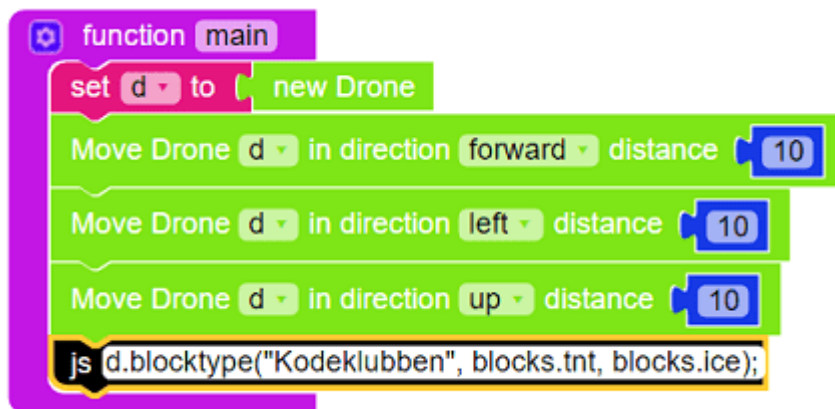 function main
set d to new Drone
Move Drone d in direction forward distance 10
Move Drone d in direction left distance 10
Move Drone d in direction up distance 10
js d.blocktype("Kodeklubben", blocks.tnt, blocks.ice);